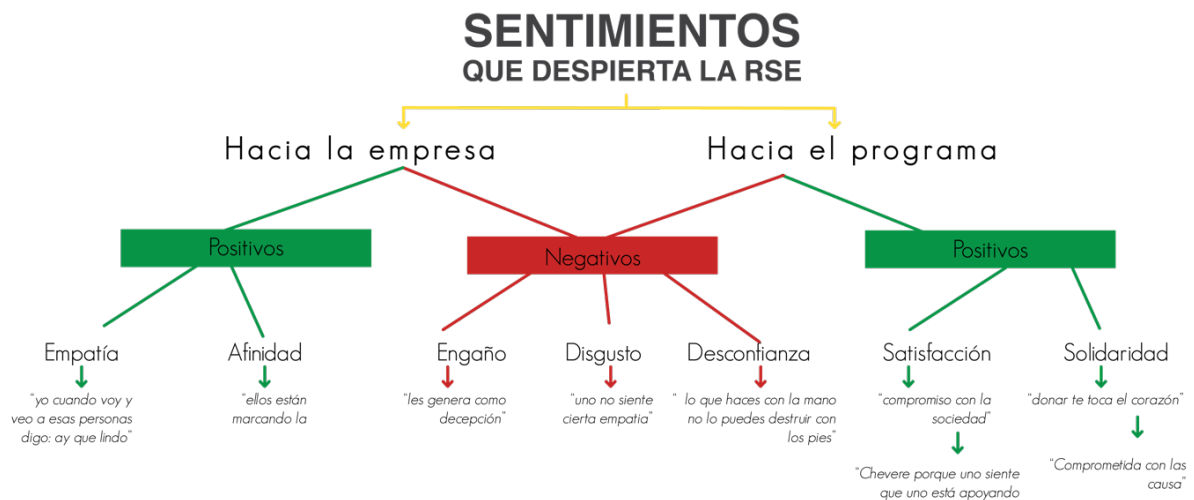 SENTIMIENTOS
QUE DESPIERTA LA RSE
Hacia la empresa
Hacia el programa
Positivos
Negativos
Positivos
Empatía
Afinidad
Engaño
Disgusto
Desconfianza
Satisfacción
Solidaridad
"yo cuando voy y
veo a esas personas
digo: ay que lindo"
"ellos están
marcando la
"les genera como
decepción"
"uno no siente
cierta empatia"
" lo que haces con la mano
no lo puedes destruir con
los pies"
"compromiso con la
sociedad"
"donar te toca el corazón"
"Chevere porque uno siente
que uno está apoyando
"Comprometida con las
causa"